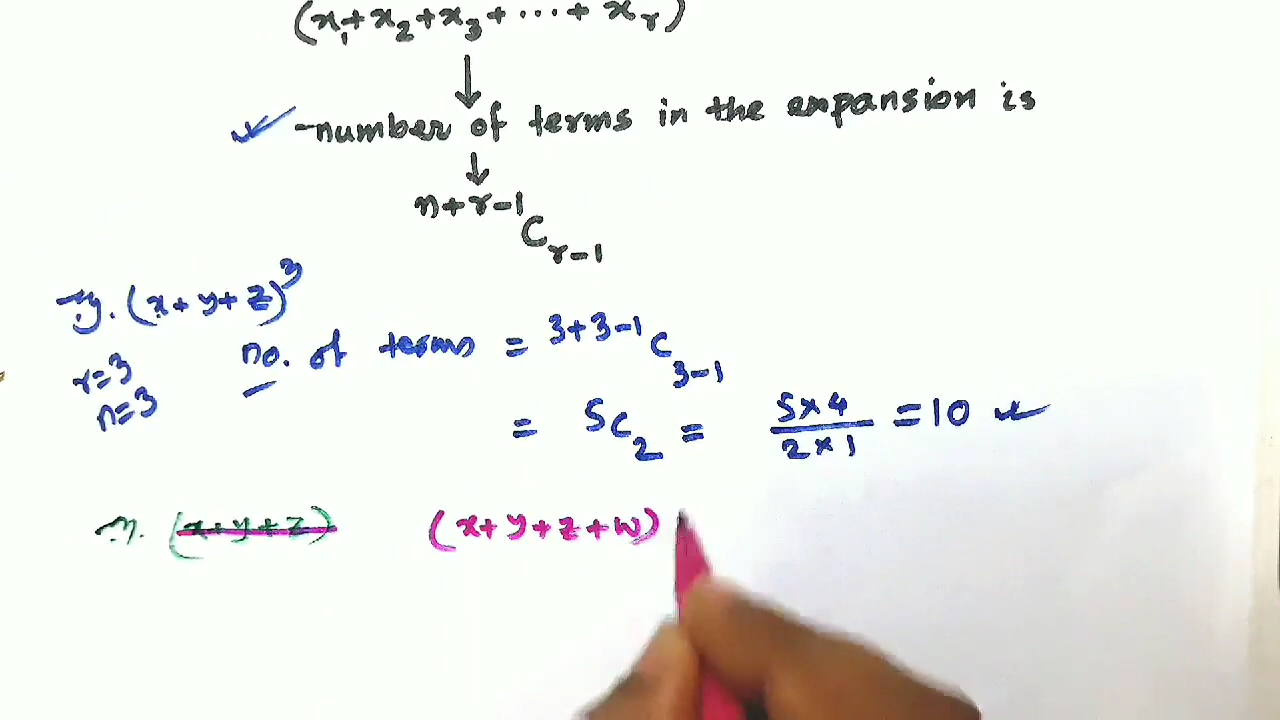 (x₁+x₂+x₃+⋯+xᵣ)
-number of terms in the expansion is
n+r-1Cᵣ₋₁
eg. (x+y+z)³
r=3
n=3
no. of terms = 3+3-1C₃₋₁
= 5C₂ = 5×4/2×1 = 10
eg. (x+y+z) (x+y+z+w)